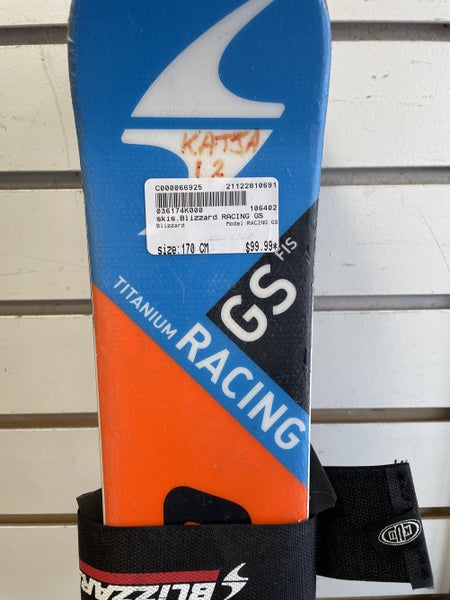 KATJA
12
C000066925 21122810691
036174K000 106402
skis.Blizzard RACING GS
Blizzard Model:RACING GS
size:170 CM $99.99*
GS FIS
TITANIUM RACING
BLIZZARD